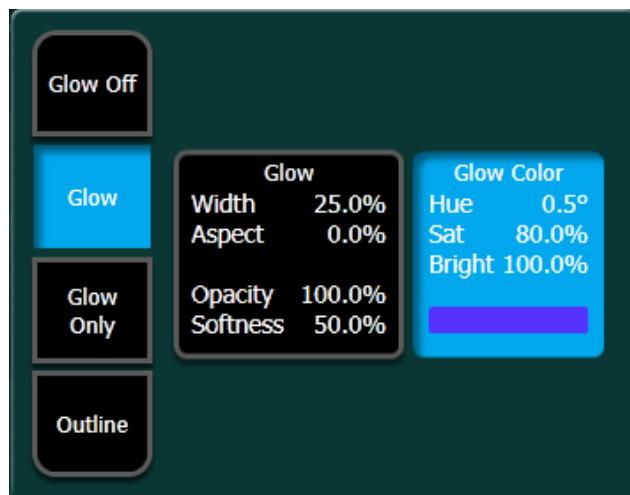 Glow Off
Glow
Glow
Only
Outline
Glow
Width 25.0%
Aspect 0.0%
Opacity 100.0%
Softness 50.0%
Glow Color
Hue 0.5°
Sat 80.0%
Bright 100.0%